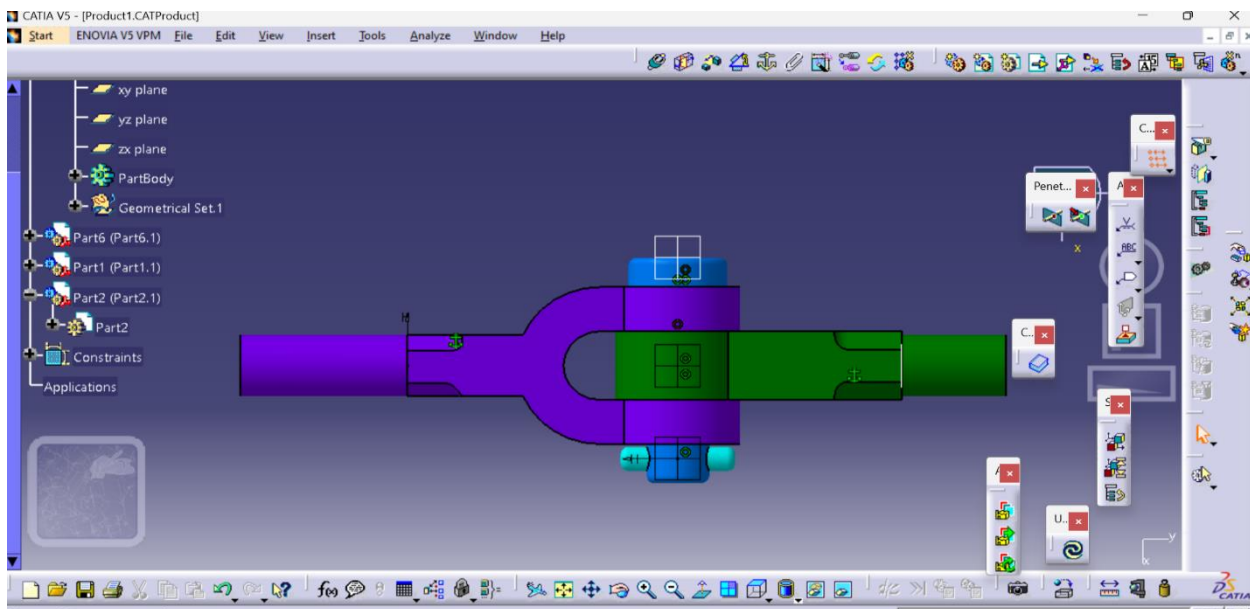 CATIA V5 - [Product1.CATProduct]
Start ENOVIA V5 VPM File Edit View Insert Tools Analyze Window Help
xy plane
yz plane
zx plane
PartBody
Geometrical Set.1
Part6 (Part6.1)
Part1 (Part1.1)
Part2 (Part2.1)
Part2
Constraints
Applications
C...
Penet...
A
ABC
x
C..
S
A
U..
y
x
f(x)
CATIA